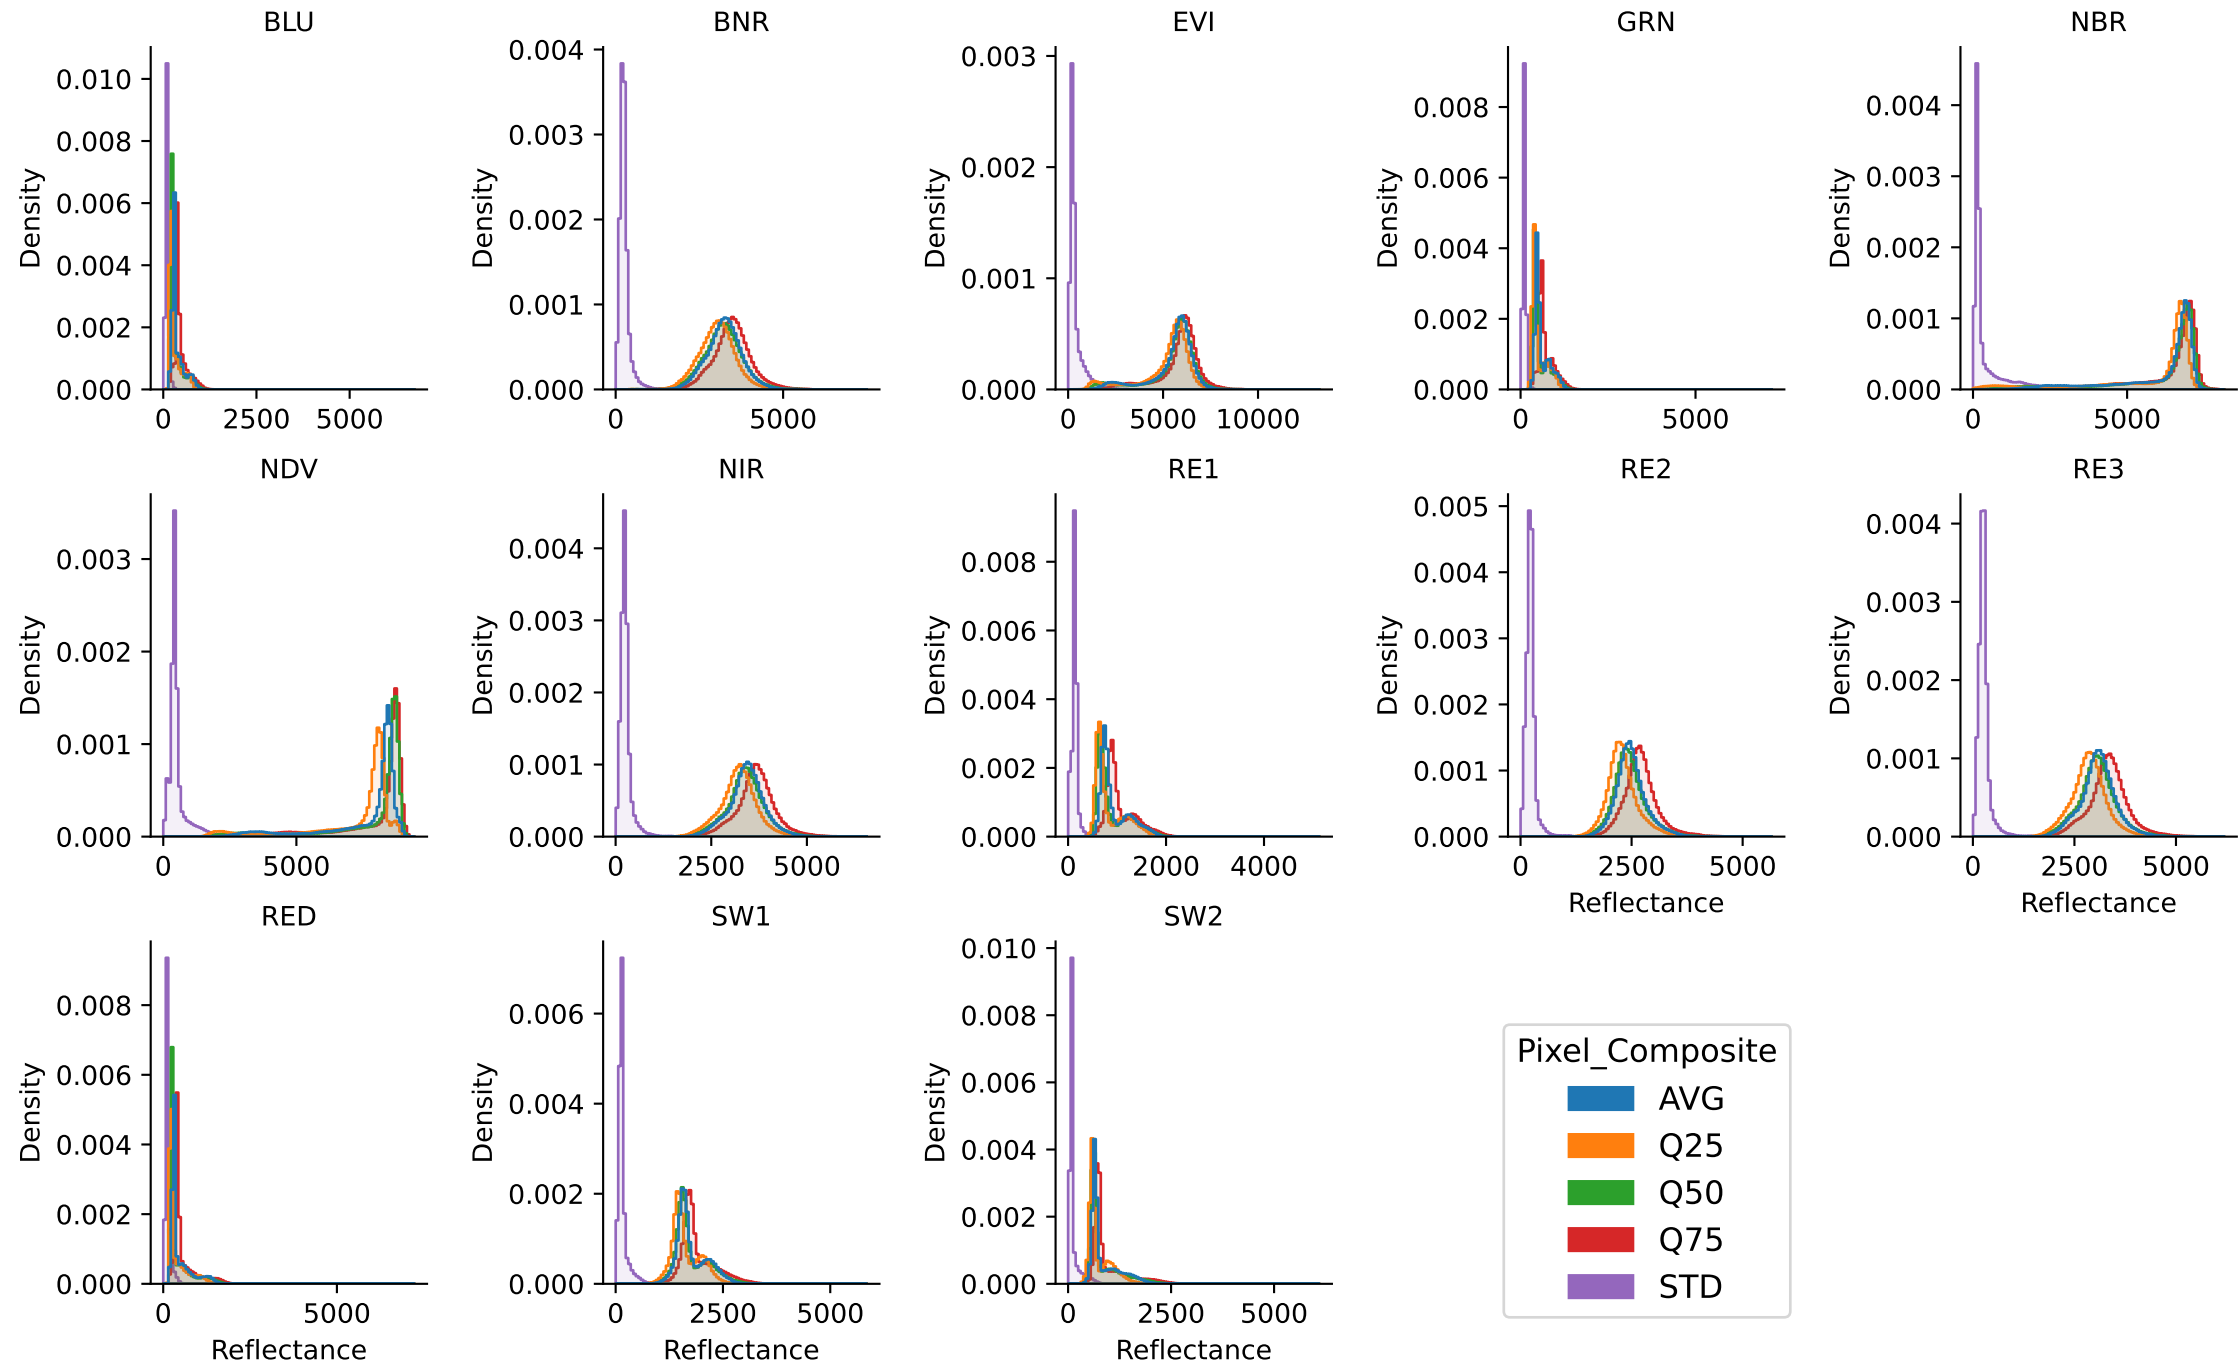 BLU
0.010
0.008
0.006
0.004
0.002
0.000
Density
0 2500 5000
BNR
0.004
0.003
0.002
0.001
0.000
Density
0 5000
EVI
0.003
0.002
0.001
0.000
Density
0 5000 10000
GRN
0.008
0.006
0.004
0.002
0.000
Density
0 5000
NBR
0.004
0.003
0.002
0.001
0.000
Density
0 5000
NDV
0.003
0.002
0.001
0.000
Density
0 5000
NIR
0.004
0.003
0.002
0.001
0.000
Density
0 2500 5000
RE1
0.008
0.006
0.004
0.002
0.000
Density
0 2000 4000
RE2
0.005
0.004
0.003
0.002
0.001
0.000
Density
0 2500 5000
Reflectance
RE3
0.004
0.003
0.002
0.001
0.000
Density
0 2500 5000
Reflectance
RED
0.008
0.006
0.004
0.002
0.000
Density
0 5000
Reflectance
SW1
0.006
0.004
0.002
0.000
Density
0 2500 5000
Reflectance
SW2
0.010
0.008
0.006
0.004
0.002
0.000
Density
0 2500 5000
Reflectance
Pixel_Composite
AVG
Q25
Q50
Q75
STD